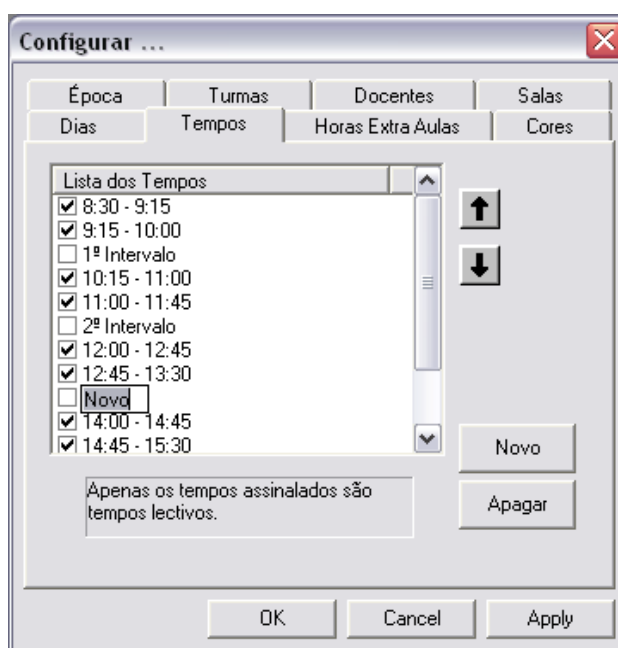 Configurar ...
Época Turmas Docentes Salas
Dias Tempos Horas Extra Aulas Cores
Lista dos Tempos
8:30 - 9:15
9:15 - 10:00
1º Intervalo
10:15 - 11:00
11:00 - 11:45
2º Intervalo
12:00 - 12:45
12:45 - 13:30
Novo
14:00 - 14:45
14:45 - 15:30
Novo
Apenas os tempos assinalados são
tempos lectivos.
Apagar
OK Cancel Apply